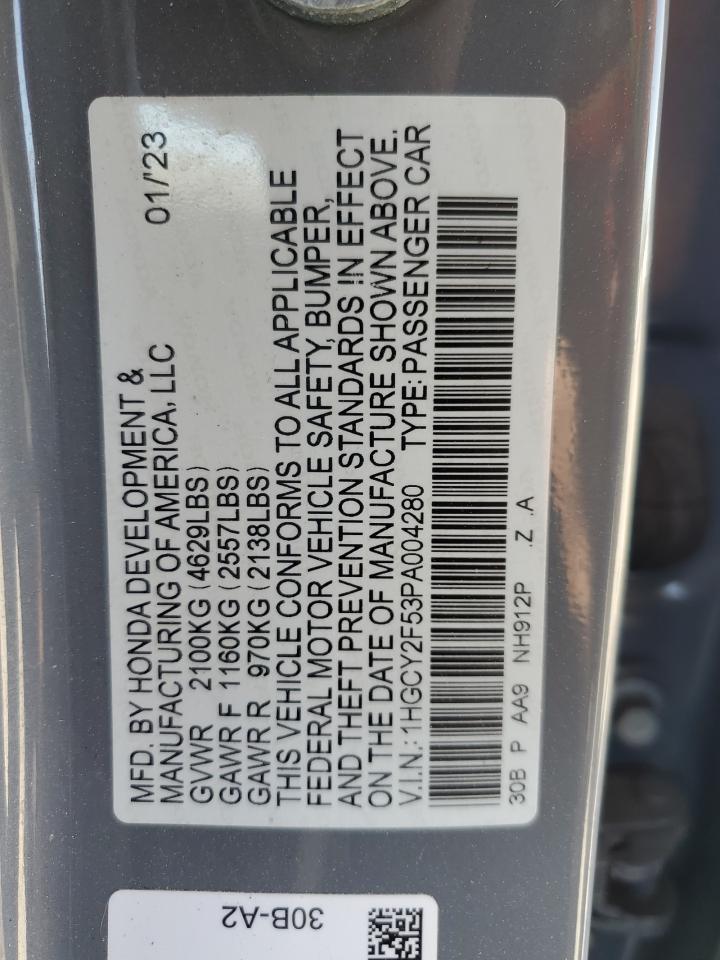 MFD. BY HONDA DEVELOPMENT &
MANUFACTURING OF AMERICA, LLC 01/'23
GVWR 2100KG (4629LBS)
GAWR F 1160KG (2557LBS)
GAWR R 970KG (2138LBS)
THIS VEHICLE CONFORMS TO ALL APPLICABLE
FEDERAL MOTOR VEHICLE SAFETY, BUMPER,
AND THEFT PREVENTION STANDARDS IN EFFECT
ON THE DATE OF MANUFACTURE SHOWN ABOVE.
V.I.N.: 1HGCY2F53PA004280 TYPE: PASSENGER CAR
30B P AA9 NH912P .Z .A
30B-A2